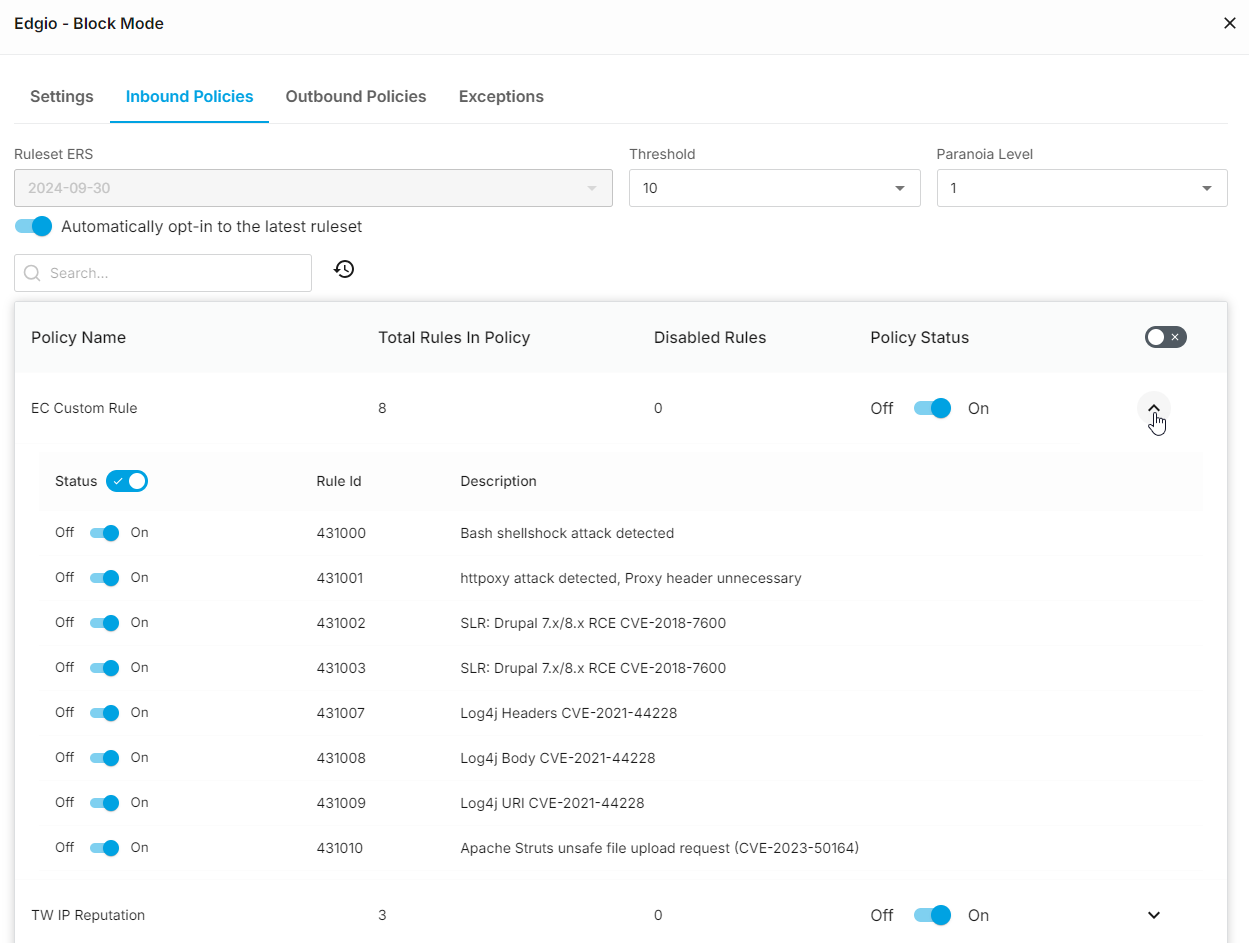 Edgio - Block Mode
Settings Inbound Policies Outbound Policies Exceptions
Ruleset ERS Threshold Paranoia Level
2024-09-30 10 1
Automatically opt-in to the latest ruleset
Search...
Policy Name Total Rules In Policy Disabled Rules Policy Status
EC Custom Rule 8 0 Off On
Status Rule Id Description
Off On 431000 Bash shellshock attack detected
Off On 431001 httpoxy attack detected, Proxy header unnecessary
Off On 431002 SLR: Drupal 7.x/8.x RCE CVE-2018-7600
Off On 431003 SLR: Drupal 7.x/8.x RCE CVE-2018-7600
Off On 431007 Log4j Headers CVE-2021-44228
Off On 431008 Log4j Body CVE-2021-44228
Off On 431009 Log4j URI CVE-2021-44228
Off On 431010 Apache Struts unsafe file upload request (CVE-2023-50164)
TW IP Reputation 3 0 Off On